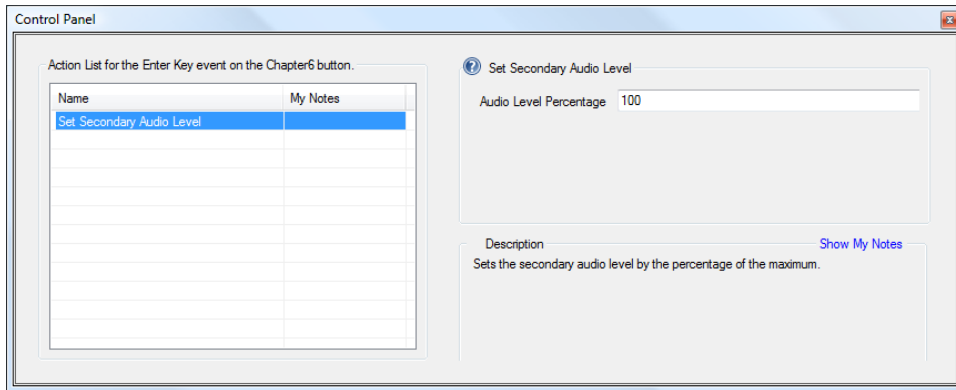 Control Panel
Action List for the Enter Key event on the Chapter6 button.
Name My Notes
Set Secondary Audio Level
Set Secondary Audio Level
Audio Level Percentage 100
Description Show My Notes
Sets the secondary audio level by the percentage of the maximum.